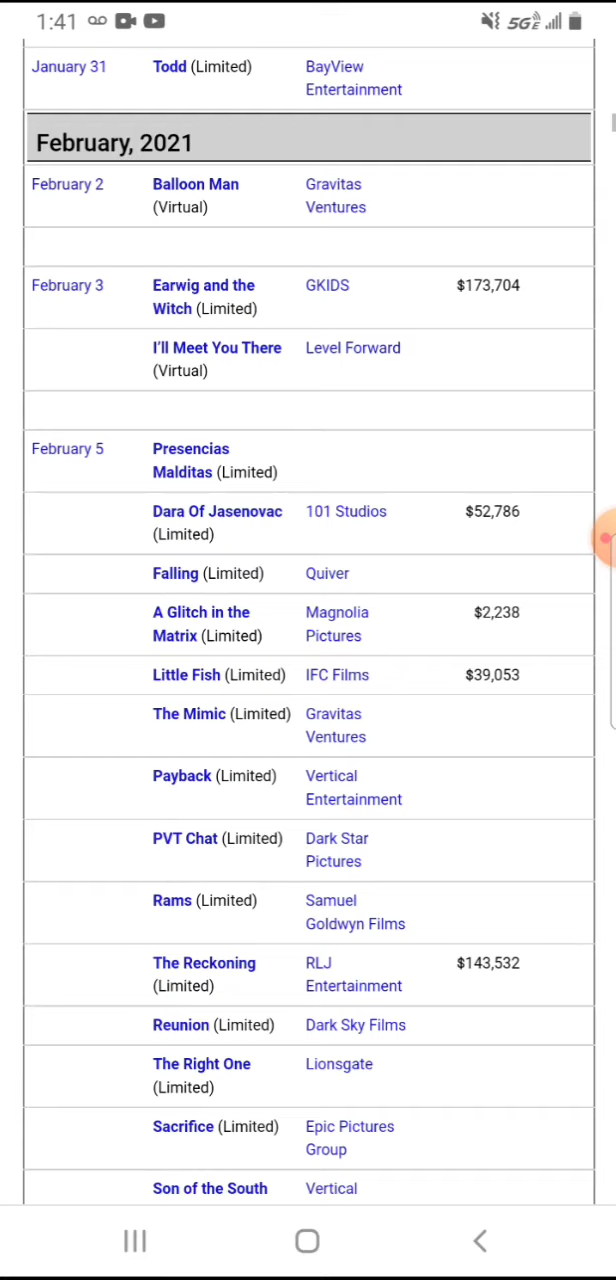 1:41
5GE
January 31 Todd (Limited) BayView
Entertainment
February, 2021
February 2 Balloon Man Gravitas
(Virtual) Ventures
February 3 Earwig and the GKIDS $173,704
Witch (Limited)
I'll Meet You There Level Forward
(Virtual)
February 5 Presencias
Malditas (Limited)
Dara Of Jasenovac 101 Studios $52,786
(Limited)
Falling (Limited) Quiver
A Glitch in the Magnolia $2,238
Matrix (Limited) Pictures
Little Fish (Limited) IFC Films $39,053
The Mimic (Limited) Gravitas
Ventures
Payback (Limited) Vertical
Entertainment
PVT Chat (Limited) Dark Star
Pictures
Rams (Limited) Samuel
Goldwyn Films
The Reckoning RLJ $143,532
(Limited) Entertainment
Reunion (Limited) Dark Sky Films
The Right One Lionsgate
(Limited)
Sacrifice (Limited) Epic Pictures
Group
Son of the South Vertical